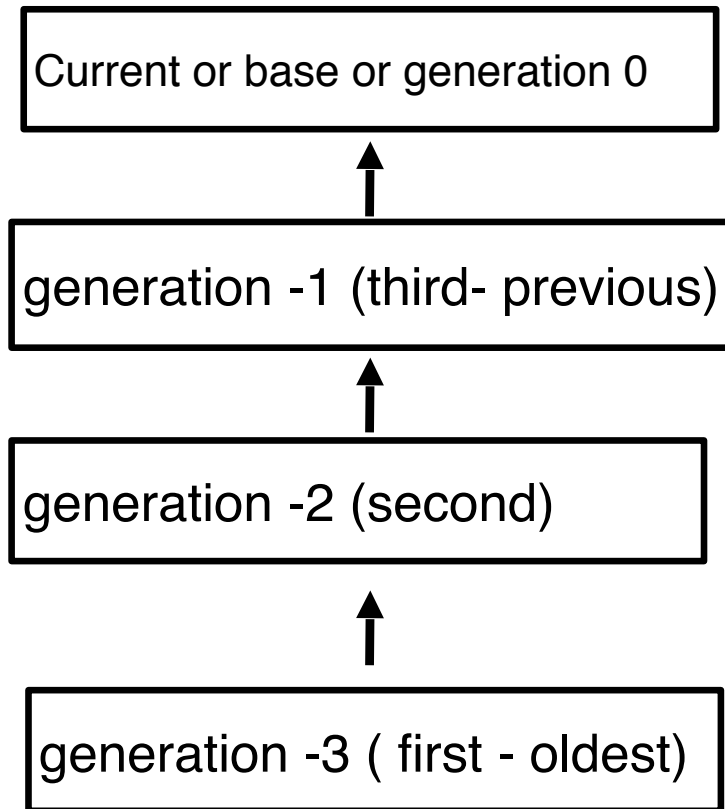 Current or base or generation 0
generation -1 (third- previous)
generation -2 (second)
generation -3 ( first - oldest)